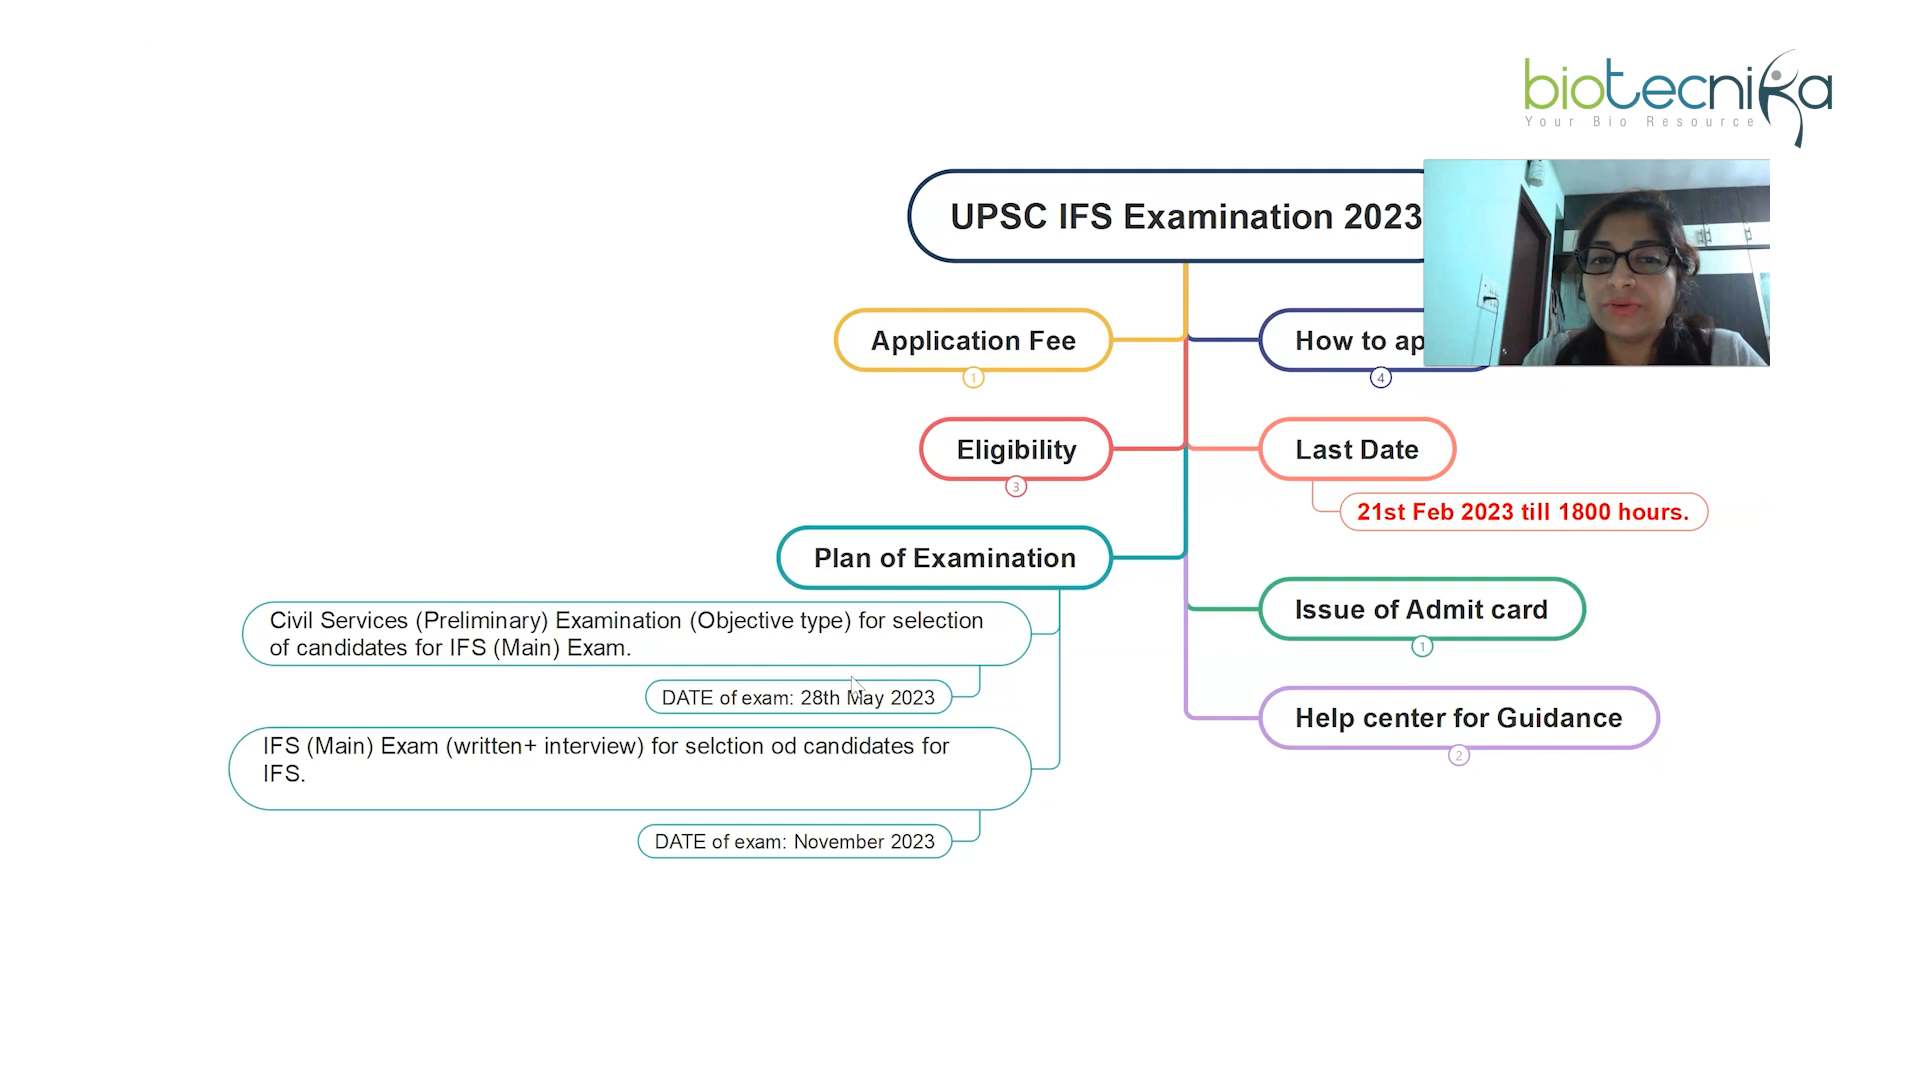 biotecnika
Your Bio Resource
UPSC IFS Examination 2023
Application Fee
1
Eligibility
3
Plan of Examination
Civil Services (Preliminary) Examination (Objective type) for selection
of candidates for IFS (Main) Exam.
DATE of exam: 28th May 2023
IFS (Main) Exam (written+ interview) for selction od candidates for
IFS.
DATE of exam: November 2023
How to ap
4
Last Date
21st Feb 2023 till 1800 hours.
Issue of Admit card
1
Help center for Guidance
2